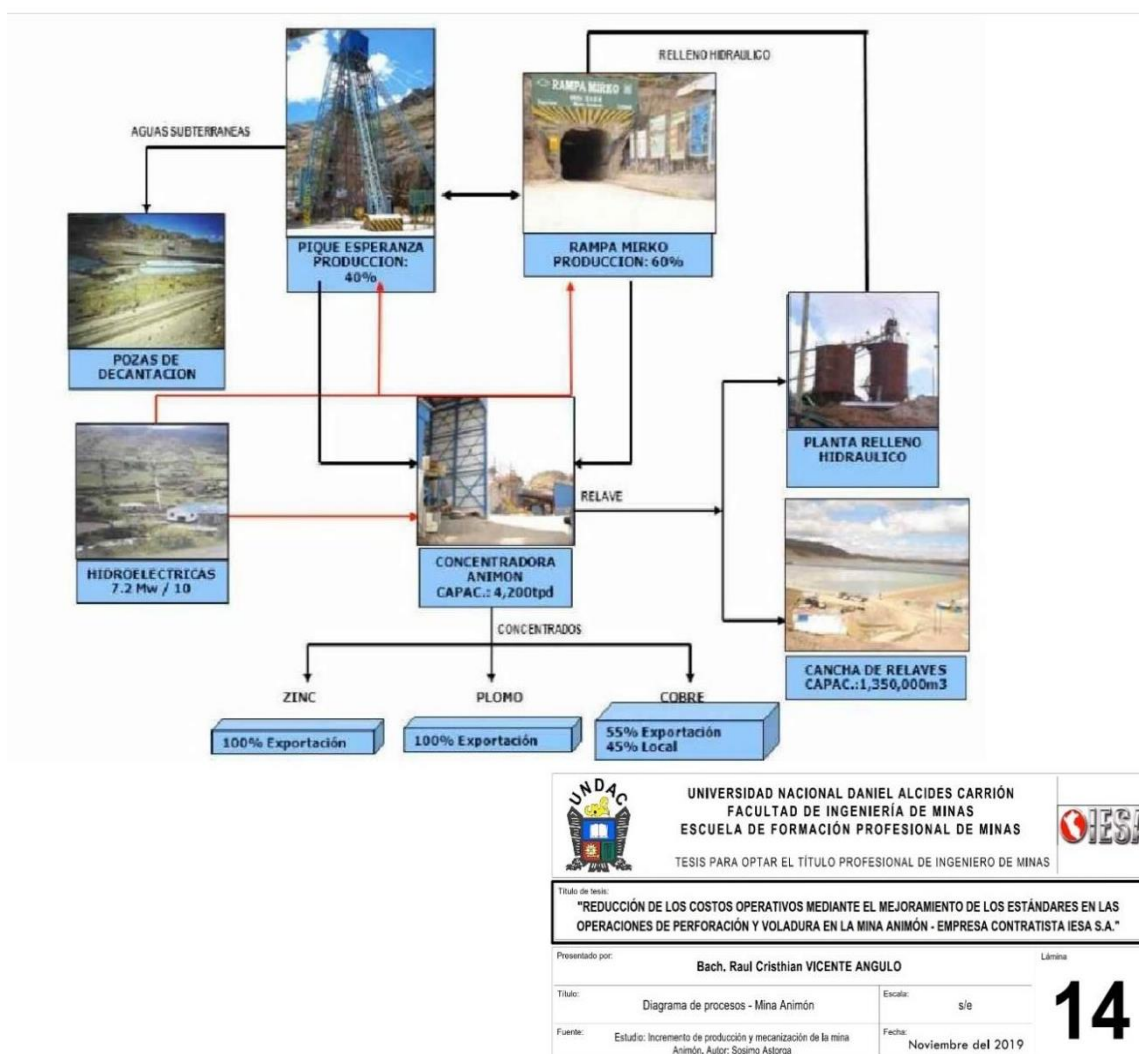 RELLENO HIDRAULICO
RAMPA MIRKO
AGUAS SUBTERRANEAS
PIQUE ESPERANZA
PRODUCCION:
40%
RAMPA MIRKO
PRODUCCION: 60%
POZAS DE
DECANTACION
PLANTA RELLENO
HIDRAULICO
RELAVE
HIDROELECTRICAS
7.2 Mw / 10
CONCENTRADORA
ANIMON
CAPAC.: 4,200tpd
CONCENTRADOS
CANCHA DE RELAVES
CAPAC.:1,350,000m3
ZINC
PLOMO
COBRE
100% Exportación
100% Exportación
55% Exportación
45% Local
UNDAC
UNIVERSIDAD NACIONAL DANIEL ALCIDES CARRIÓN
FACULTAD DE INGENIERÍA DE MINAS
ESCUELA DE FORMACIÓN PROFESIONAL DE MINAS
TESIS PARA OPTAR EL TÍTULO PROFESIONAL DE INGENIERO DE MINAS
IESA
Título de tesis:
"REDUCCIÓN DE LOS COSTOS OPERATIVOS MEDIANTE EL MEJORAMIENTO DE LOS ESTÁNDARES EN LAS
OPERACIONES DE PERFORACIÓN Y VOLADURA EN LA MINA ANIMÓN - EMPRESA CONTRATISTA IESA S.A."
Presentado por:
Bach. Raul Cristhian VICENTE ANGULO
Lámina
14
Título:
Diagrama de procesos - Mina Animón
Escala:
s/e
Fuente:
Estudio: Incremento de producción y mecanización de la mina
Animón. Autor: Sosimo Astorga
Fecha:
Noviembre del 2019